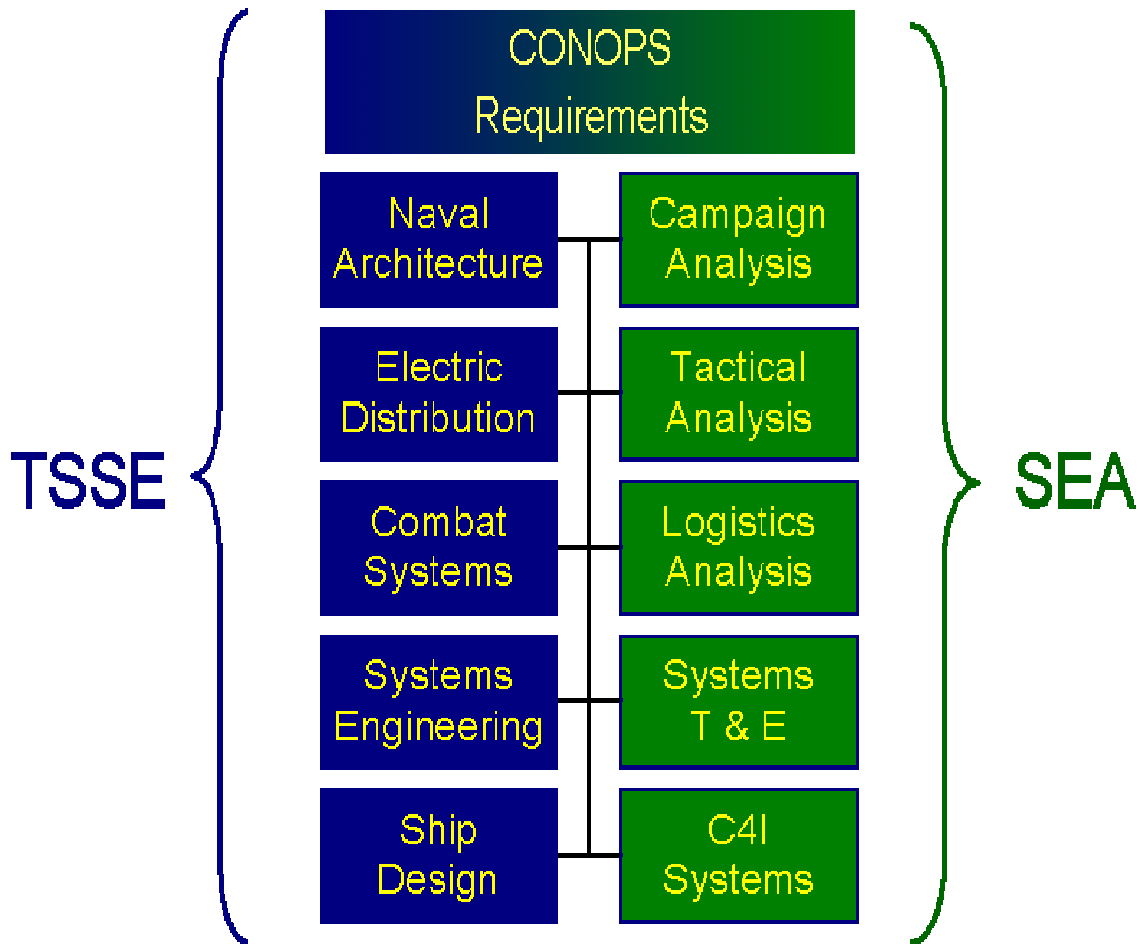 CONOPS
Requirements
Naval
Architecture
Campaign
Analysis
Electric
Distribution
Tactical
Analysis
TSSE
SEA
Combat
Systems
Logistics
Analysis
Systems
Engineering
Systems
T & E
Ship
Design
C4I
Systems